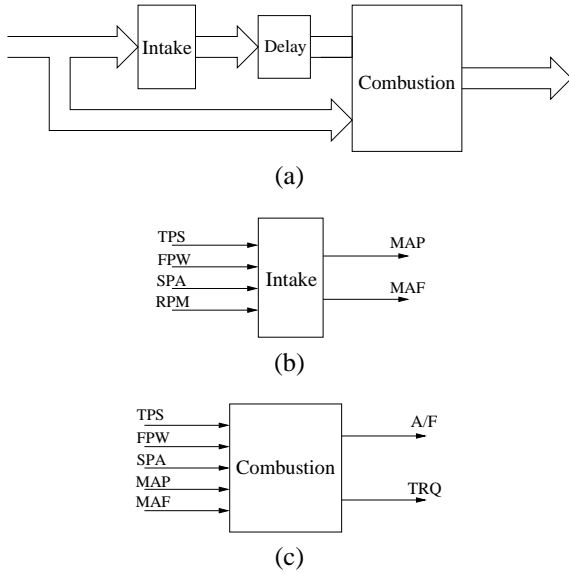 Intake
Delay
Combustion
(a)
TPS
FPW
SPA
RPM
Intake
MAP
MAF
(b)
TPS
FPW
SPA
MAP
MAF
Combustion
A/F
TRQ
(c)